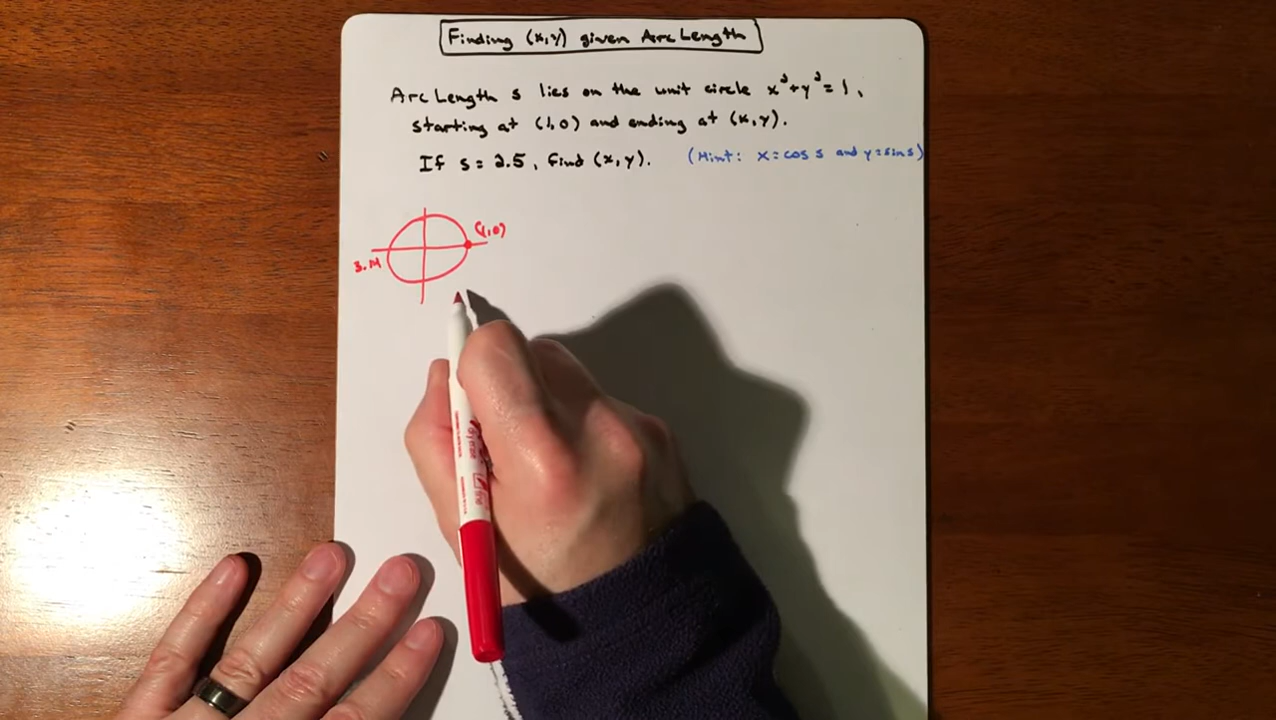 Finding (x,y) given Arc Length
Arc Length s lies on the unit circle x²+y²=1,
starting at (1,0) and ending at (x,y).
If s = 2.5, find (x,y). (Hint: x=cos s and y=sin s)
(1,0)
3.14